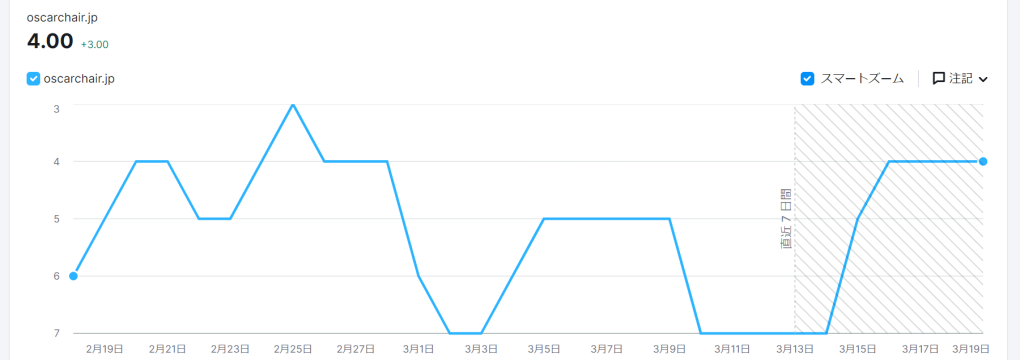 oscarchair.jp
4.00 +3.00
oscarchair.jp スマートズーム 注記
3
4
5
6
7
直近 7 日間
2月19日 2月21日 2月23日 2月25日 2月27日 3月1日 3月3日 3月5日 3月7日 3月9日 3月11日 3月13日 3月15日 3月17日 3月19日